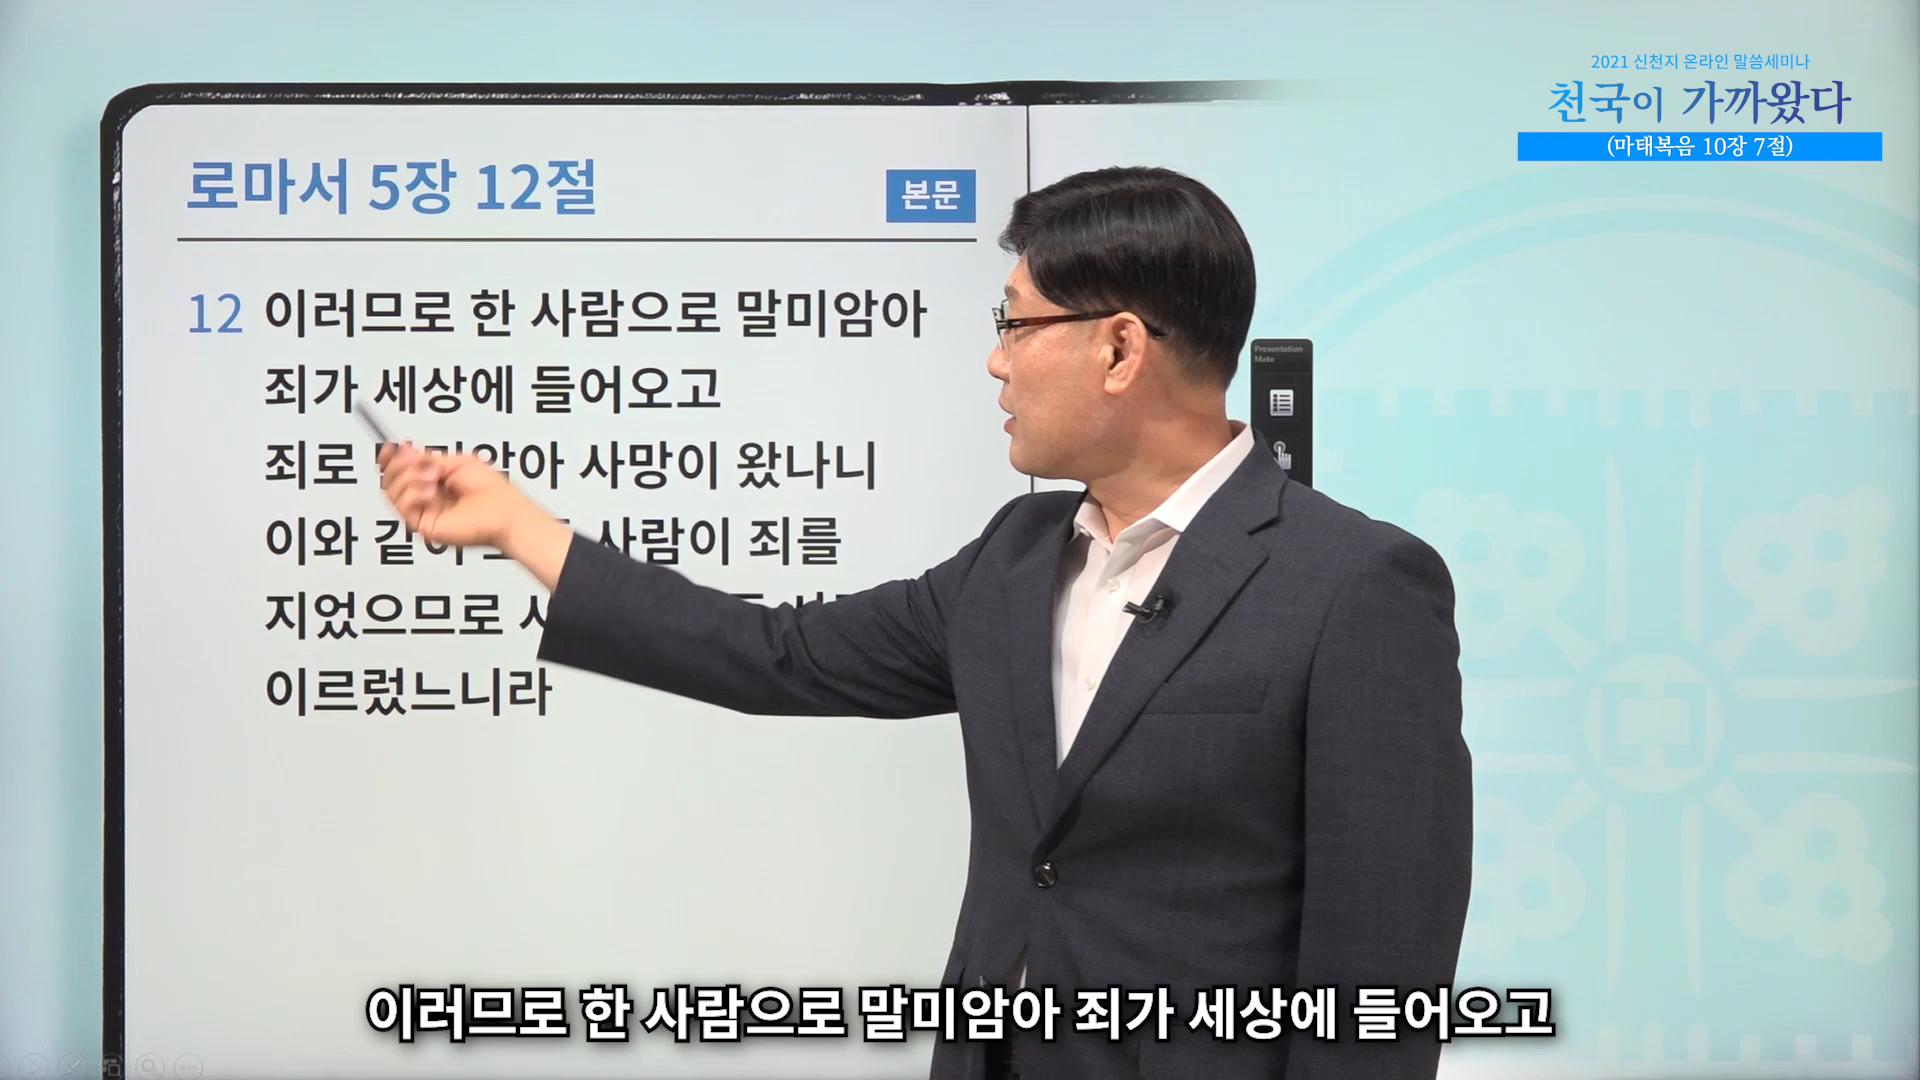 2021 신천지 온라인 말씀세미나
천국이 가까왔다
(마태복음 10장 7절)
로마서 5장 12절
본문
12 이러므로 한 사람으로 말미암아
죄가 세상에 들어오고
죄로 사망이 왔나니
이와 사람이 죄를
지었으므로
이르렀느니라
Presentation
Mate
이러므로 한 사람으로 말미암아 죄가 세상에 들어오고